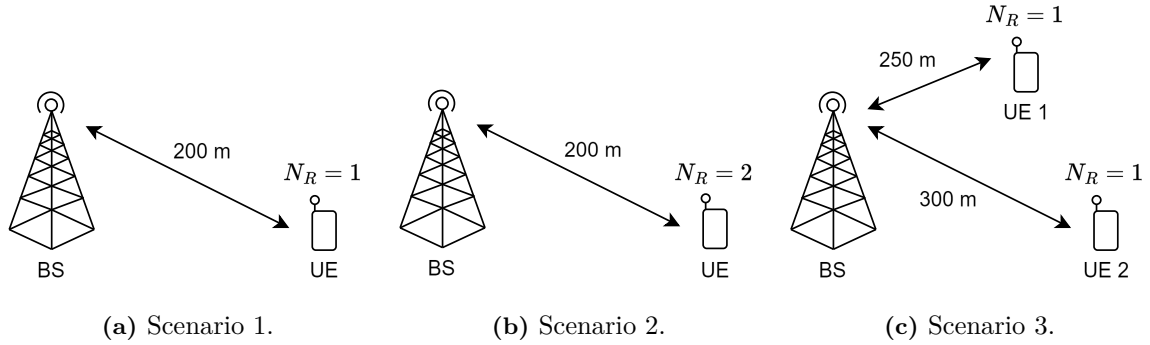 200 m
N_R = 1
BS
UE
(a) Scenario 1.
200 m
N_R = 2
BS
UE
(b) Scenario 2.
N_R = 1
250 m
UE 1
N_R = 1
300 m
BS
UE 2
(c) Scenario 3.